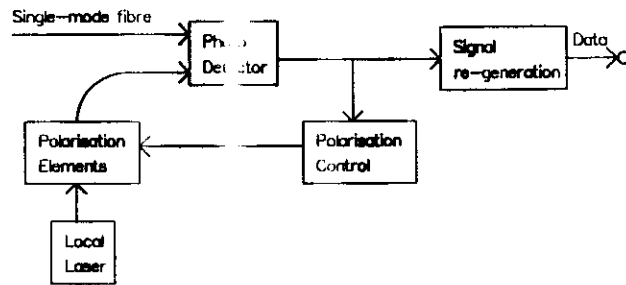 Single-mode fibre
Photo
Detector
Signal
re-generation
Data
Polarisation
Elements
Polarisation
Control
Local
Laser